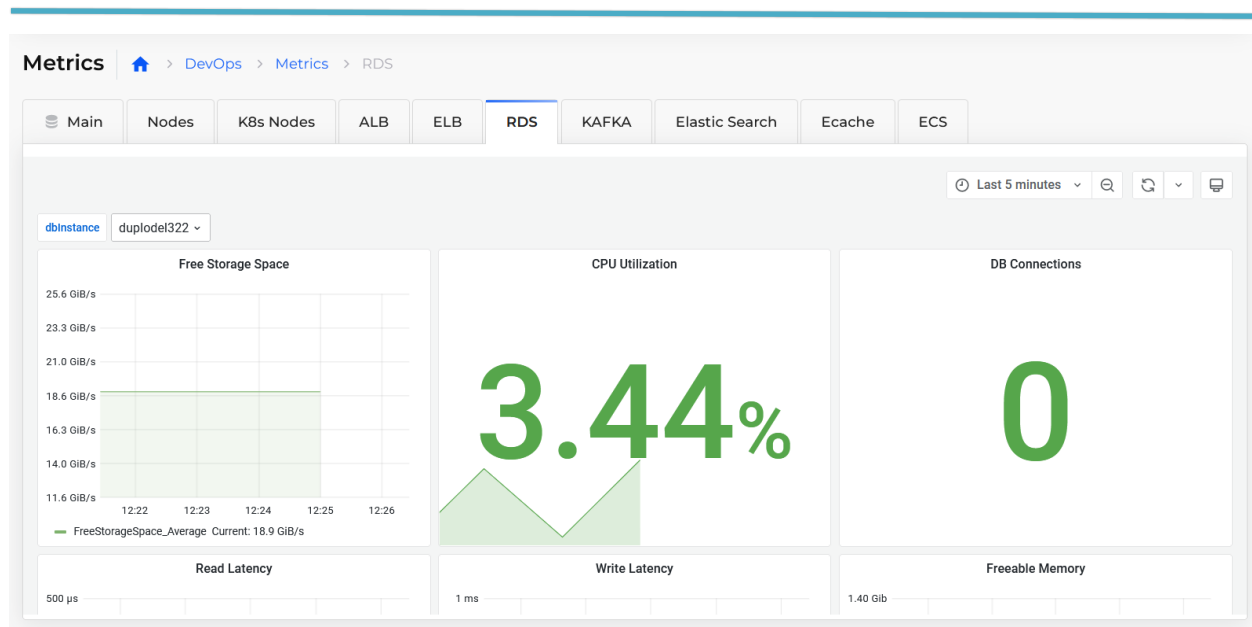 Metrics > DevOps > Metrics > RDS
Main Nodes K8s Nodes ALB ELB RDS KAFKA Elastic Search Ecache ECS
Last 5 minutes
dbInstance duplodel322
Free Storage Space
25.6 GiB/s
23.3 GiB/s
21.0 GiB/s
18.6 GiB/s
16.3 GiB/s
14.0 GiB/s
11.6 GiB/s
12:22 12:23 12:24 12:25 12:26
FreeStorageSpace_Average Current: 18.9 GiB/s
CPU Utilization
3.44%
DB Connections
0
Read Latency
500 µs
Write Latency
1 ms
Freeable Memory
1.40 Gib